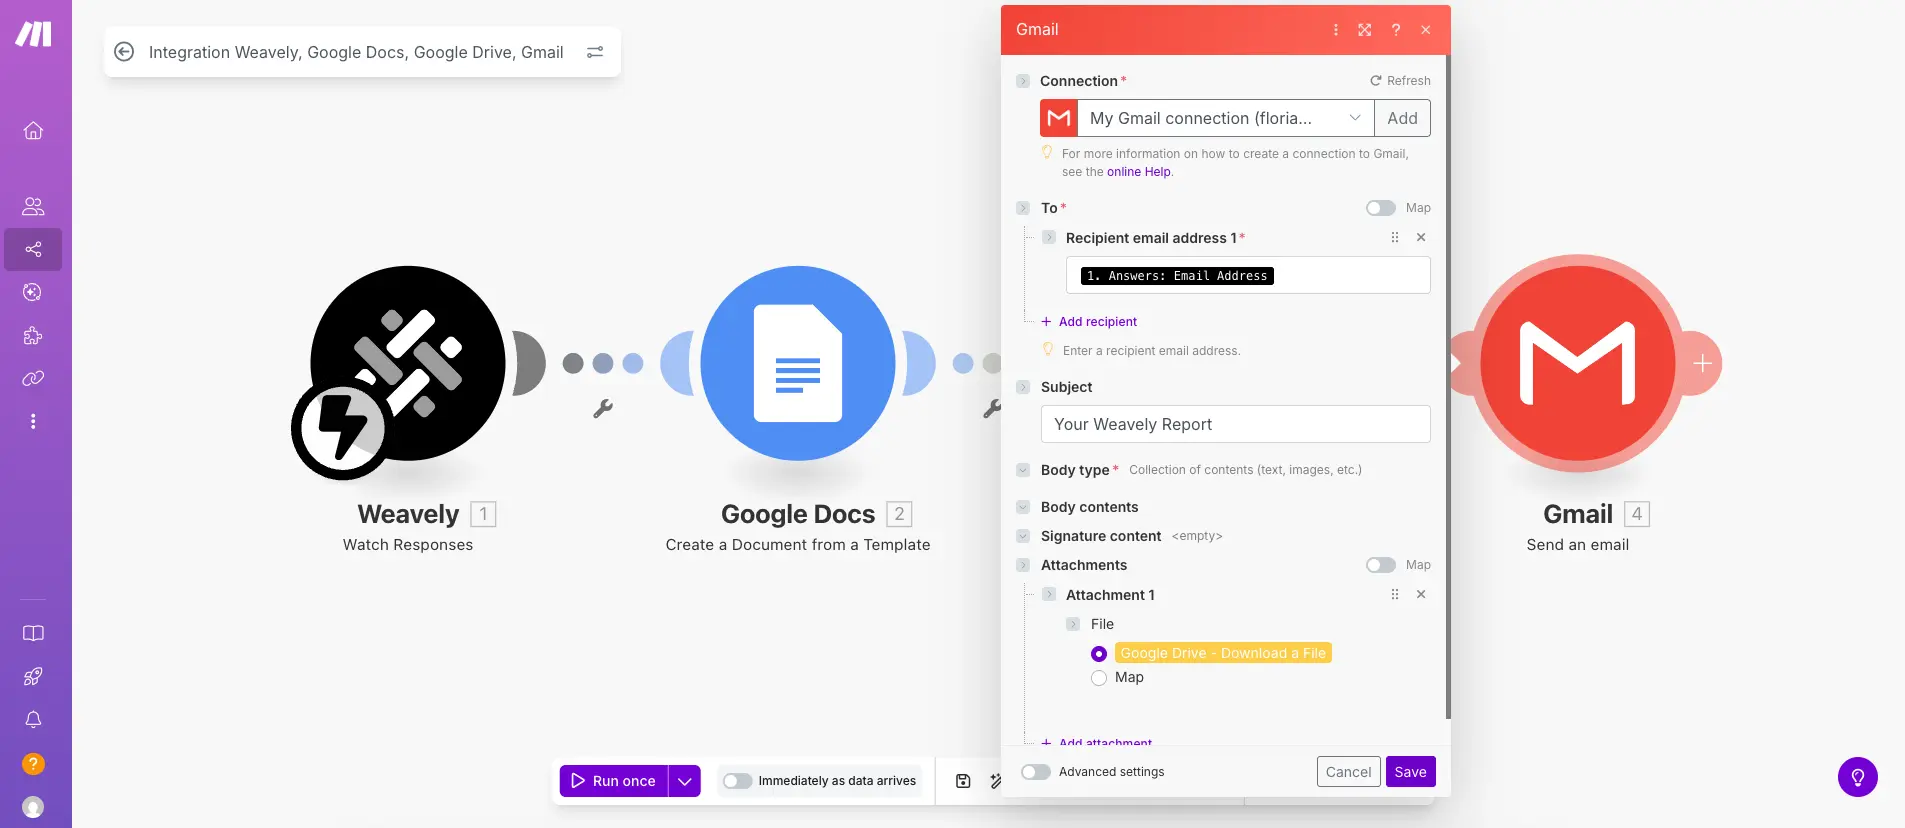 Integration Weavely, Google Docs, Google Drive, Gmail
Gmail
Connection *
Refresh
My Gmail connection (floria...
Add
For more information on how to create a connection to Gmail,
see the online Help.
To *
Map
Recipient email address 1 *
1. Answers: Email Address
+ Add recipient
Enter a recipient email address.
Subject
Your Weavely Report
Body type * Collection of contents (text, images, etc.)
Body contents
Signature content <empty>
Attachments
Map
Attachment 1
File
Google Drive - Download a File
Map
+ Add attachment
Advanced settings
Cancel
Save
Weavely 1
Watch Responses
Google Docs 2
Create a Document from a Template
Gmail 4
Send an email
Run once
Immediately as data arrives